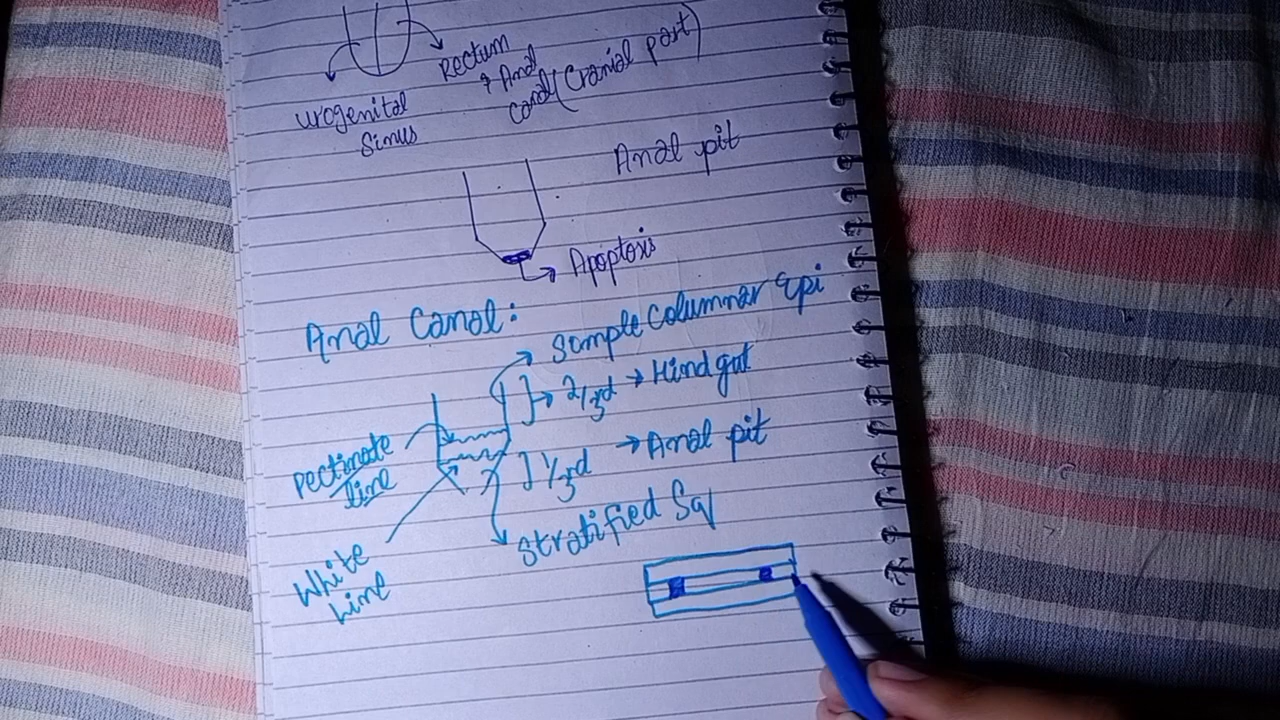 Urogenital
Sinus
Rectum
& Anal
Canal (Cranial part)
Anal pit
Apoptosis
Anal Canal:
Simple Columnar Epi
2/3rd → Hind gut
Pectinate
line
1/3rd → Anal pit
White
Line
Stratified Sq